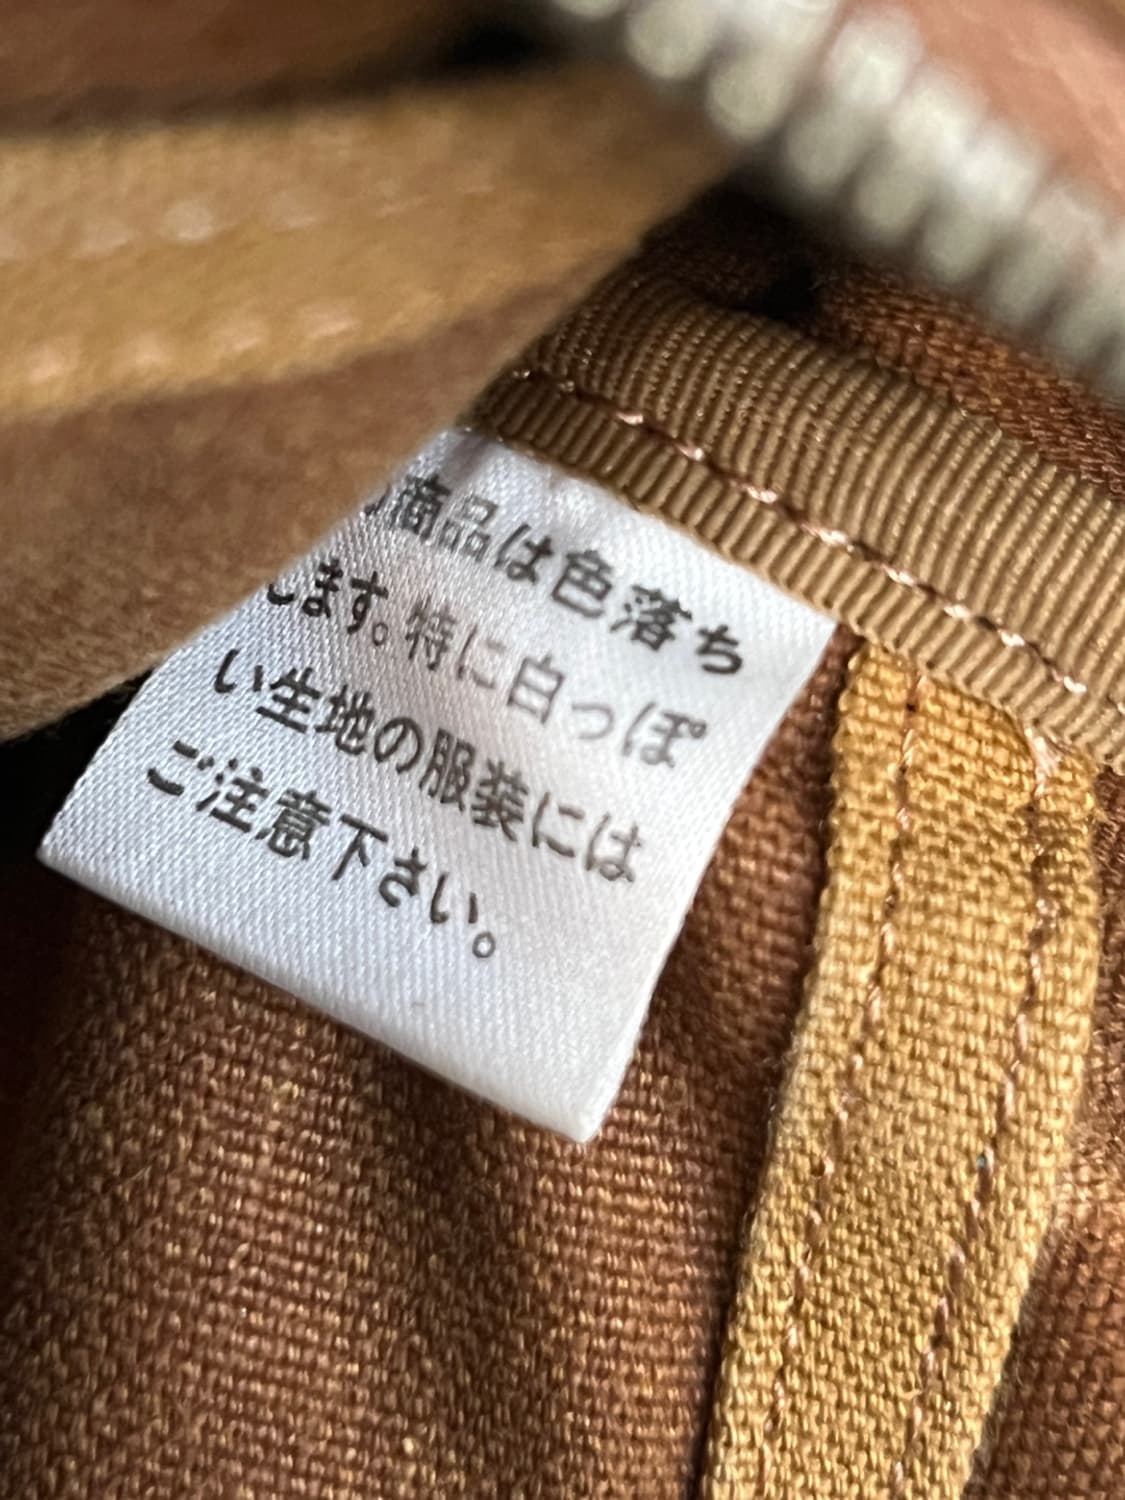 の商品は色落ち
します。特に白っぽ
い生地の服装には
ご注意下さい。